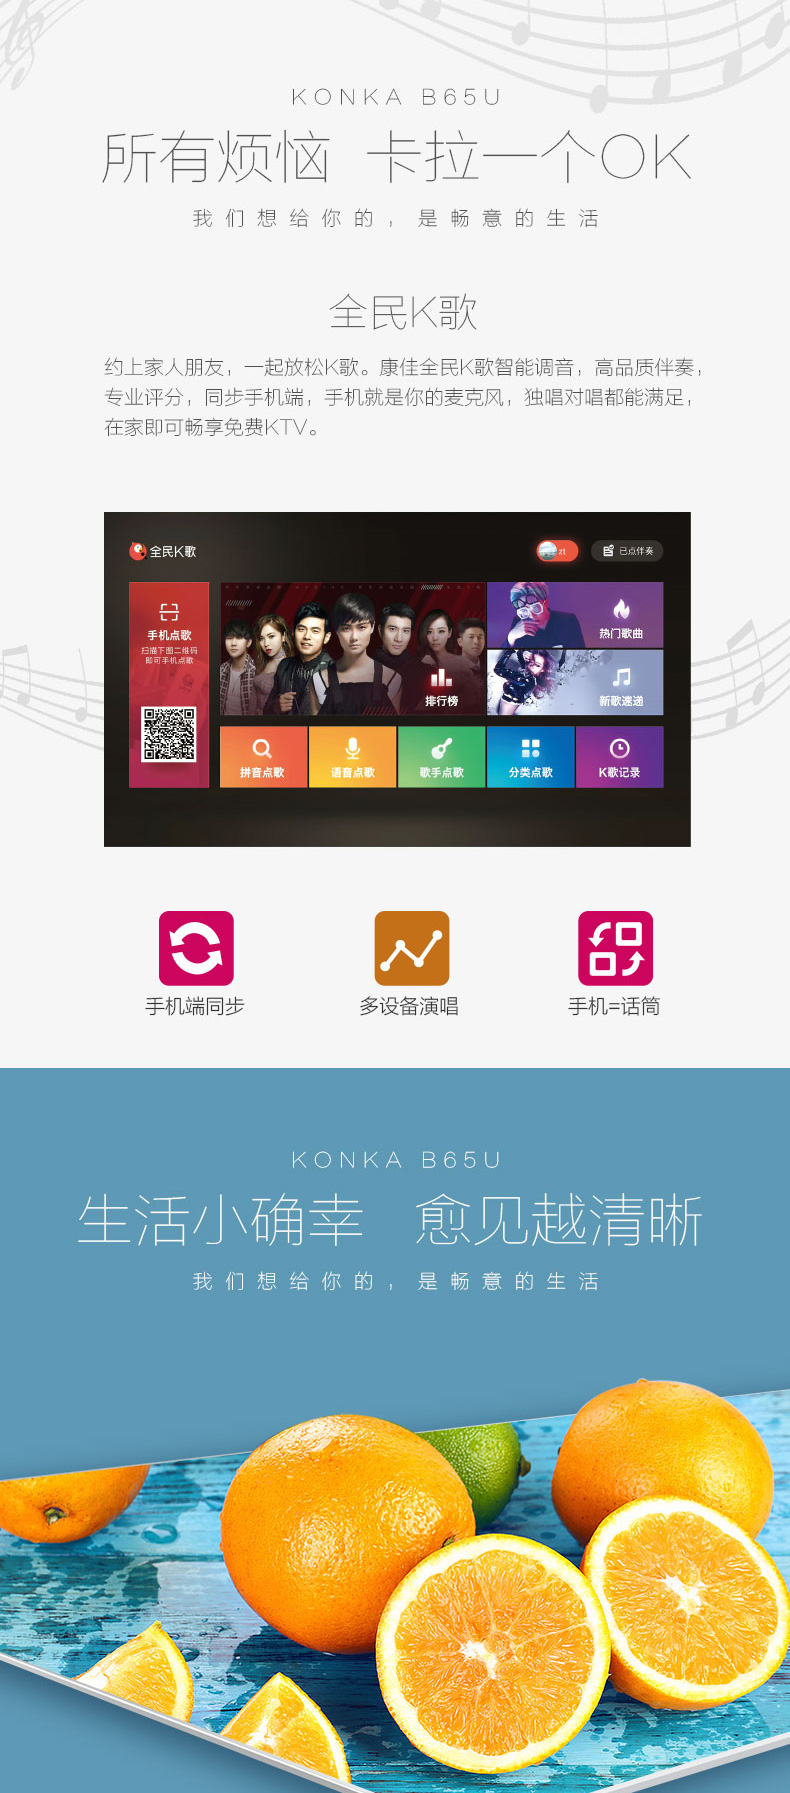 KONKA B65U
所有烦恼 卡拉一个OK
我们想给你的，是畅意的生活
全民K歌
约上家人朋友，一起放松K歌。康佳全民K歌智能调音，高品质伴奏，
专业评分，同步手机端，手机就是你的麦克风，独唱对唱都能满足，
在家即可畅享免费KTV。
全民K歌
zt
已点伴奏
手机点歌
扫描下图二维码
即可手机点歌
排行榜
热门歌曲
新歌速递
拼音点歌
语音点歌
歌手点歌
分类点歌
K歌记录
手机端同步
多设备演唱
手机=话筒
KONKA B65U
生活小确幸 愈见越清晰
我们想给你的，是畅意的生活